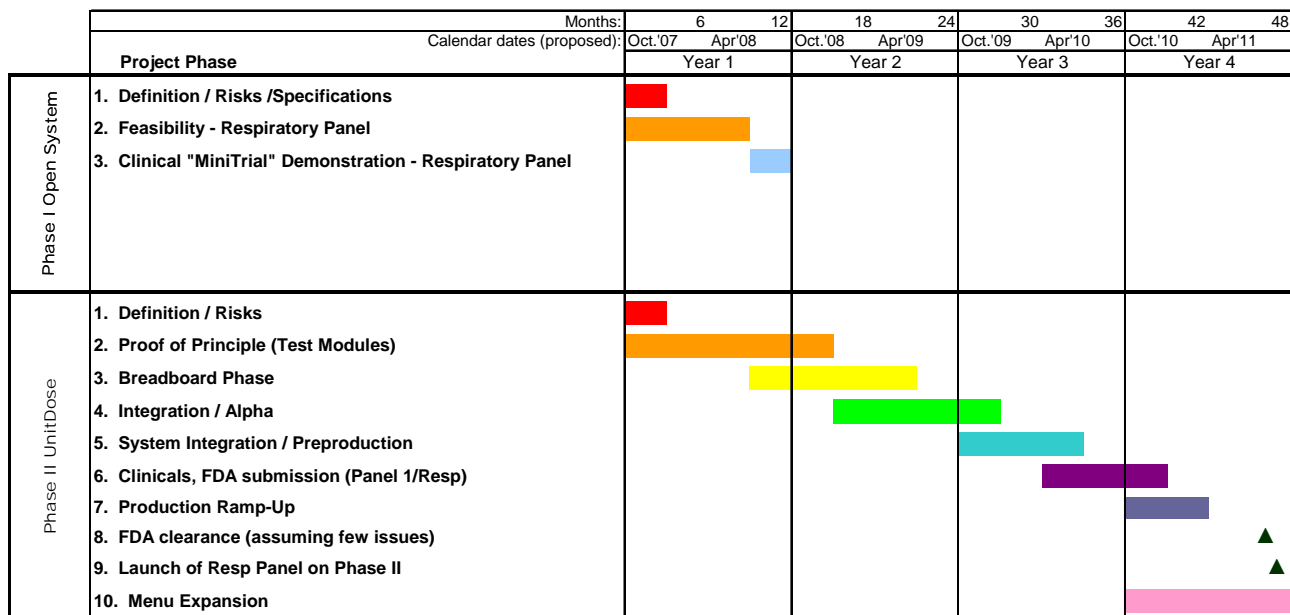 Months: 6 12 18 24 30 36 42 48
Calendar dates (proposed): Oct.'07 Apr'08 Oct.'08 Apr'09 Oct.'09 Apr'10 Oct.'10 Apr'11
Project Phase Year 1 Year 2 Year 3 Year 4
Phase I Open System
1. Definition / Risks /Specifications
2. Feasibility - Respiratory Panel
3. Clinical "MiniTrial" Demonstration - Respiratory Panel
Phase II UnitDose
1. Definition / Risks
2. Proof of Principle (Test Modules)
3. Breadboard Phase
4. Integration / Alpha
5. System Integration / Preproduction
6. Clinicals, FDA submission (Panel 1/Resp)
7. Production Ramp-Up
8. FDA clearance (assuming few issues)
9. Launch of Resp Panel on Phase II
10. Menu Expansion